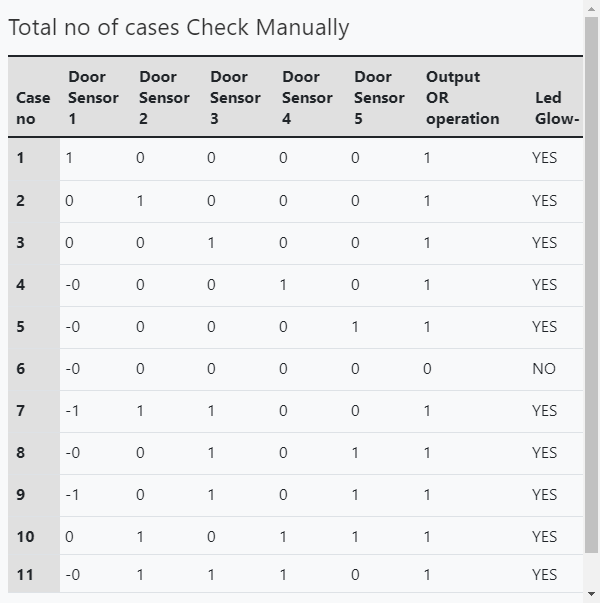 Total no of cases Check Manually
Case no Door Sensor 1 Door Sensor 2 Door Sensor 3 Door Sensor 4 Door Sensor 5 Output OR operation Led Glow-
1 1 0 0 0 0 1 YES
2 0 1 0 0 0 1 YES
3 0 0 1 0 0 1 YES
4 -0 0 0 1 0 1 YES
5 -0 0 0 0 1 1 YES
6 -0 0 0 0 0 0 NO
7 -1 1 1 0 0 1 YES
8 -0 0 1 0 1 1 YES
9 -1 0 1 0 1 1 YES
10 0 1 0 1 1 1 YES
11 -0 1 1 1 0 1 YES